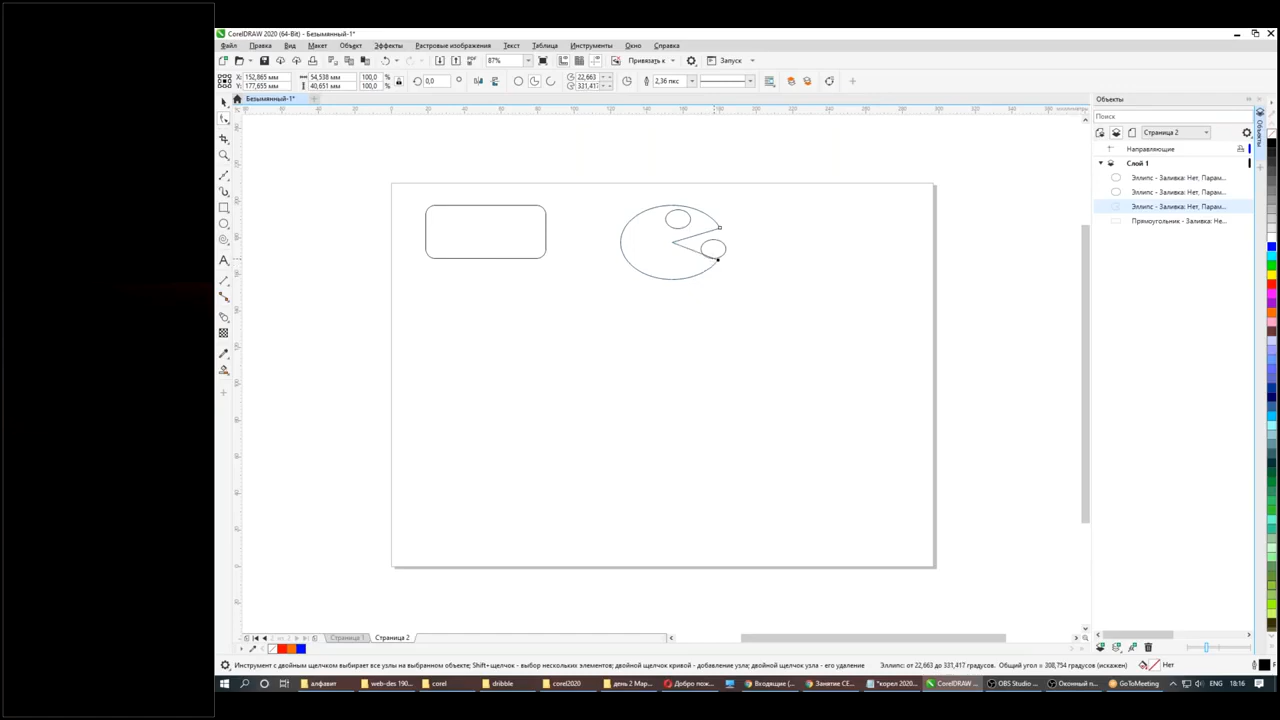 CorelDRAW 2020 (64-Bit) - Безымянный-1*
Файл Правка Вид Макет Объект Эффекты Растровые изображения Текст Таблица Инструменты Окно Справка
PDF 87% Привязать к Запуск
X: 152,865 мм 54,538 мм 100,0 % 0,0 ° 22,663 2,36 пкс
Y: 177,655 мм 40,651 мм 100,0 % 331,417
Безымянный-1*
Объекты
Поиск
Страница 2
Направляющие
Слой 1
Эллипс - Заливка: Нет, Парам...
Эллипс - Заливка: Нет, Парам...
Эллипс - Заливка: Нет, Парам...
Прямоугольник - Заливка: Не...
Объекты
Страница 1 Страница 2
Инструмент с двойным щелчком выбирает все узлы на выбранном объекте; Shift+щелчок - выбор нескольких элементов; двойной щелчок кривой - добавление узла; двойной щелчок узла - его удаление Эллипс: от 22,663 до 331,417 градусов. Общий угол = 308,754 градусов (искажен) Нет
алфавит web-des 190... corel dribble corel2020 день 2 Мар... Добро пож... Входящие (... Занятие CE... *корел 2020... CorelDRAW ... OBS Studio ... Оконный п... GoToMeeting ENG 18:16